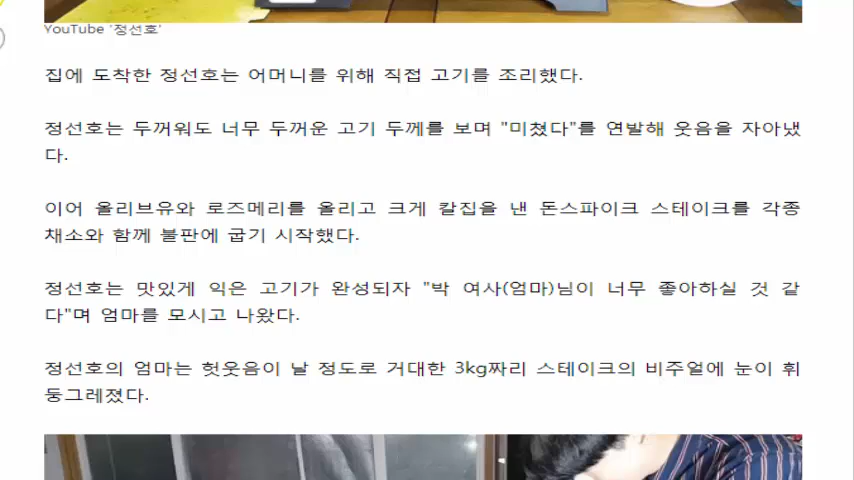 YouTube '정선호'
집에 도착한 정선호는 어머니를 위해 직접 고기를 조리했다.
정선호는 두꺼워도 너무 두꺼운 고기 두께를 보며 "미쳤다"를 연발해 웃음을 자아냈
다.
이어 올리브유와 로즈메리를 올리고 크게 칼집을 낸 돈스파이크 스테이크를 각종
채소와 함께 불판에 굽기 시작했다.
정선호는 맛있게 익은 고기가 완성되자 "박 여사(엄마)님이 너무 좋아하실 것 같
다"며 엄마를 모시고 나왔다.
정선호의 엄마는 헛웃음이 날 정도로 거대한 3kg짜리 스테이크의 비주얼에 눈이 휘
둥그레졌다.